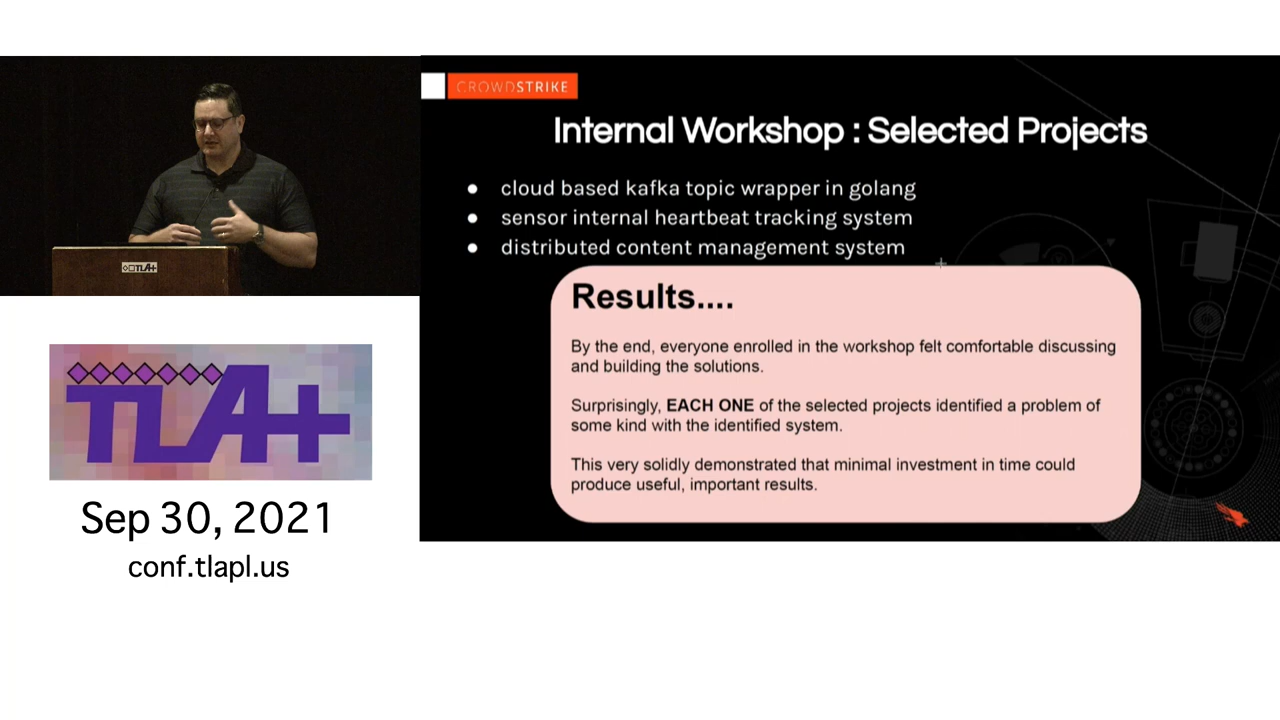 CROWDSTRIKE
Internal Workshop : Selected Projects
● cloud based kafka topic wrapper in golang
● sensor internal heartbeat tracking system
● distributed content management system
Results....
By the end, everyone enrolled in the workshop felt comfortable discussing
and building the solutions.
Surprisingly, EACH ONE of the selected projects identified a problem of
some kind with the identified system.
This very solidly demonstrated that minimal investment in time could
produce useful, important results.
TLA+
TLA+
Sep 30, 2021
conf.tlapl.us